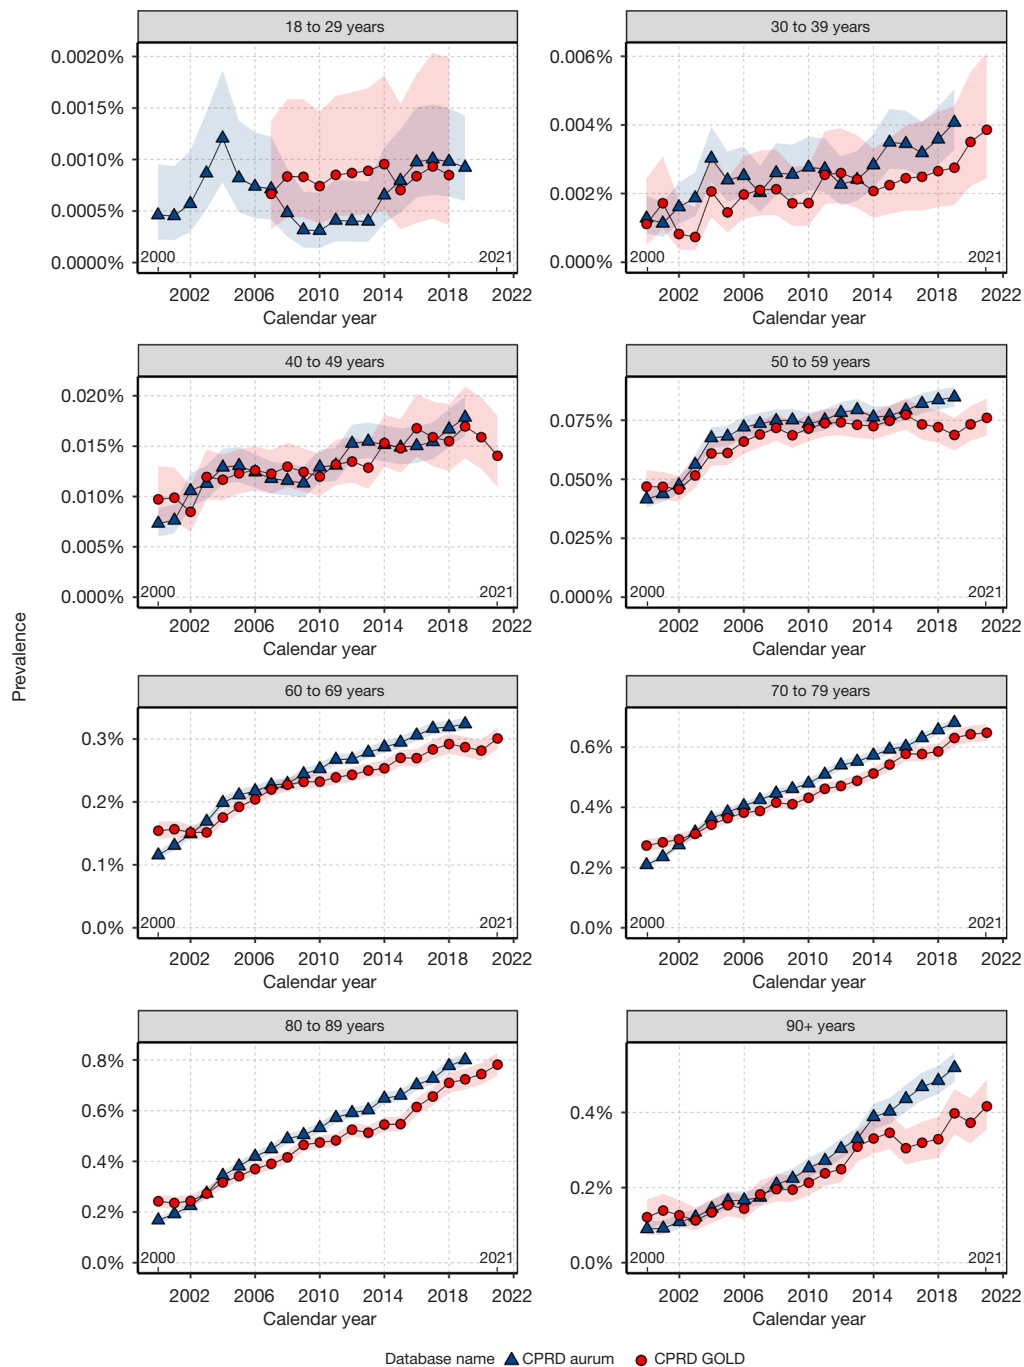 18 to 29 years
30 to 39 years
0.0020%
0.0015%
0.0010%
0.0005%
0.0000%
2000
2021
2002 2006 2010 2014 2018 2022
Calendar year
0.006%
0.004%
0.002%
0.000%
2000
2021
2002 2006 2010 2014 2018 2022
Calendar year
40 to 49 years
50 to 59 years
0.020%
0.015%
0.010%
0.005%
0.000%
2000
2021
2002 2006 2010 2014 2018 2022
Calendar year
0.075%
0.050%
0.025%
0.000%
2000
2021
2002 2006 2010 2014 2018 2022
Calendar year
Prevalence
60 to 69 years
70 to 79 years
0.3%
0.2%
0.1%
0.0%
2000
2021
2002 2006 2010 2014 2018 2022
Calendar year
0.6%
0.4%
0.2%
0.0%
2000
2021
2002 2006 2010 2014 2018 2022
Calendar year
80 to 89 years
90+ years
0.8%
0.6%
0.4%
0.2%
0.0%
2000
2021
2002 2006 2010 2014 2018 2022
Calendar year
0.4%
0.2%
0.0%
2000
2021
2002 2006 2010 2014 2018 2022
Calendar year
Database name CPRD aurum CPRD GOLD